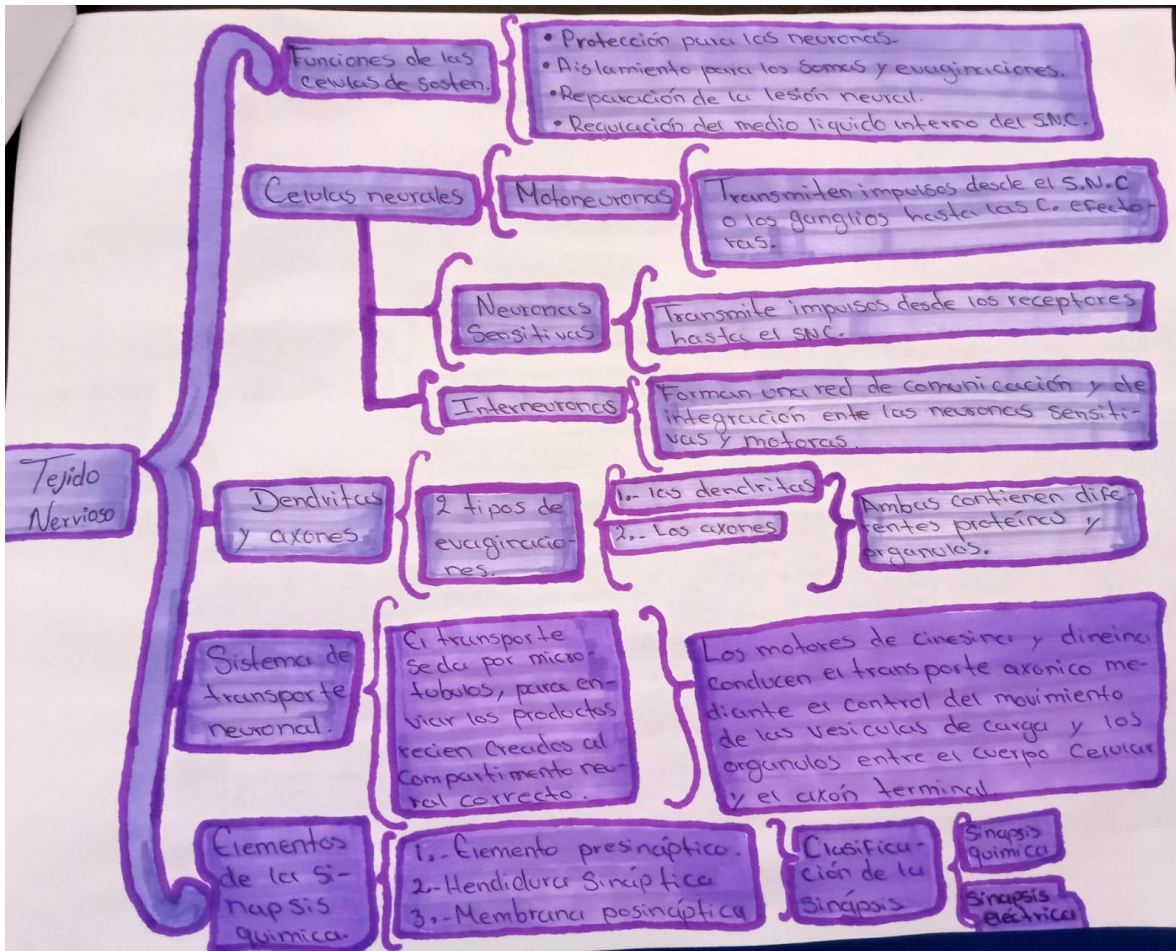 Funciones de las
celulas de sosten.
• Protección para las neuronas.
• Aislamiento para los somas y evaginaciones.
• Reparación de la lesión neural.
• Regulación del medio liquido interno del S.N.C.
Celulas neurales
Motoneuronas
Transmiten impulsos desde el S.N.C
o los ganglios hasta las C. efecto-
ras.
Neuronas
Sensitivas
Transmite impulsos desde los receptores
hasta el SNC.
Interneuronas
Forman una red de comunicación y de
integración ente las neuronas sensiti-
vas y motoras.
Tejido
Nervioso
Dendritas
y axones.
2 tipos de
evaginacio-
nes.
1.- las dendritas
2.- Los axones
Ambas contienen dife-
rentes proteínas y
organulos.
Sistema de
transporte
neuronal.
El transporte
se da por micro-
tubulos, para en-
viar los productos
recien creados al
compartimento neu-
ral correcto.
Los motores de cinesina y dineina
conducen el transporte axonico me-
diante el control del movimiento
de las vesiculas de carga y los
organulos entre el cuerpo Celular
y el axón terminal
Elementos
de la si-
napsis
quimica.
1.- Elemento presináptico.
2.- Hendidura Sináptica
3.- Membrana posináptica
Clasifica-
ción de la
sinápsis
Sinapsis
quimica
Sinapsis
eléctrica